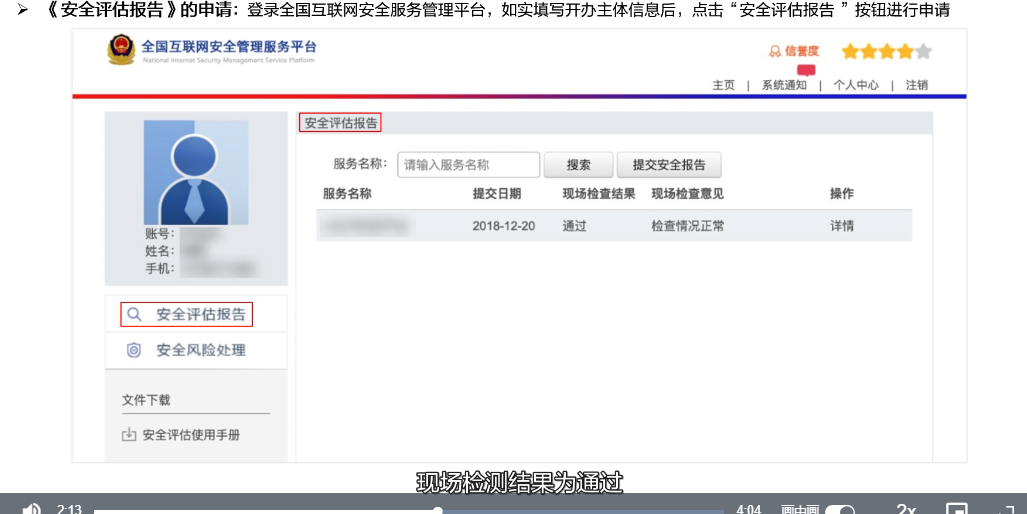 ➢ 《安全评估报告》的申请：登录全国互联网安全服务管理平台，如实填写开办主体信息后，点击“安全评估报告 ”按钮进行申请
全国互联网安全管理服务平台
National Internet Security Management Service Platform
信誉度
主页 | 系统通知 | 个人中心 | 注销
安全评估报告
服务名称： 请输入服务名称 搜索 提交安全报告
服务名称 提交日期 现场检查结果 现场检查意见 操作
2018-12-20 通过 检查情况正常 详情
账号：
姓名：
手机：
安全评估报告
安全风险处理
文件下载
安全评估使用手册
现场检测结果为通过
2:13 4:04 画中画 2x